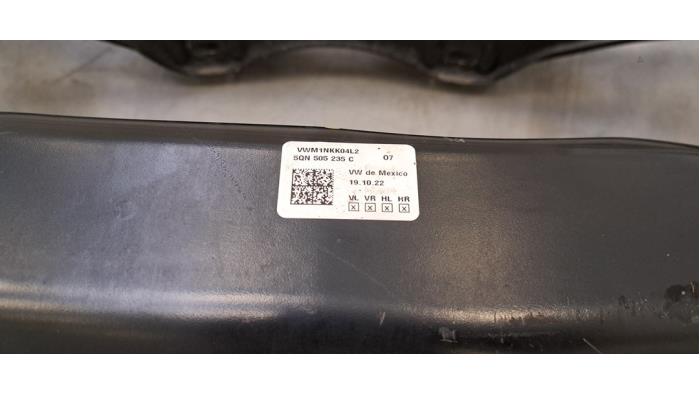 VWM1NKK04L2
5QN 505 235 C 07
VW de Mexico
19.10.22
VL VR HL HR
X X X X